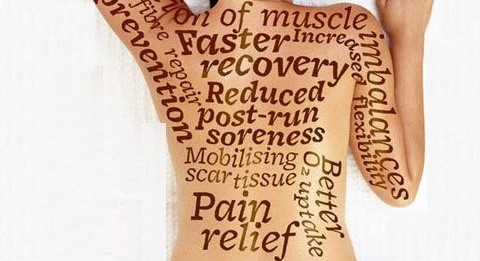 prevention
fibre repair
ion of muscle
imbalances
Faster
recovery
Increased
flexibility
Reduced
post-run
soreness
Mobilising
scar tissue
Better
O₂ uptake
Pain
relief